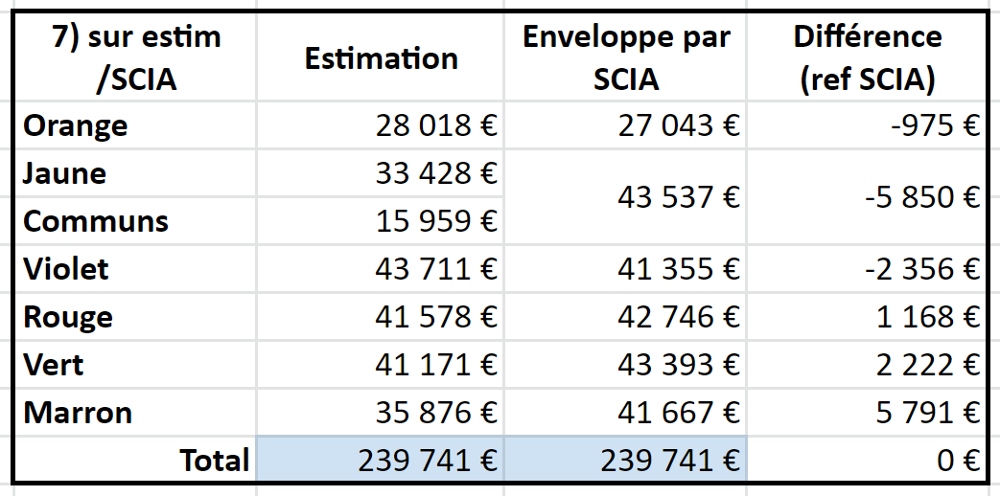 7) sur estim /SCIA	Estimation	Enveloppe par SCIA	Différence (ref SCIA)
Orange	28 018 €	27 043 €	-975 €
Jaune	33 428 €	43 537 €	-5 850 €
Communs	15 959 €
Violet	43 711 €	41 355 €	-2 356 €
Rouge	41 578 €	42 746 €	1 168 €
Vert	41 171 €	43 393 €	2 222 €
Marron	35 876 €	41 667 €	5 791 €
Total	239 741 €	239 741 €	0 €